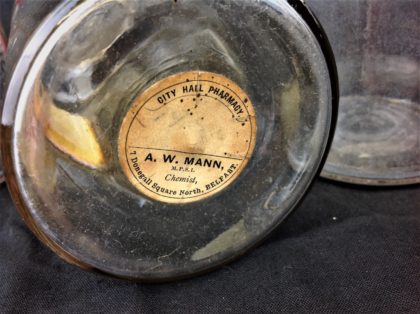 CITY HALL PHARMACY,
A. W. MANN,
M.P.S.I.
Chemist,
7 Donegall Square North, BELFAST.